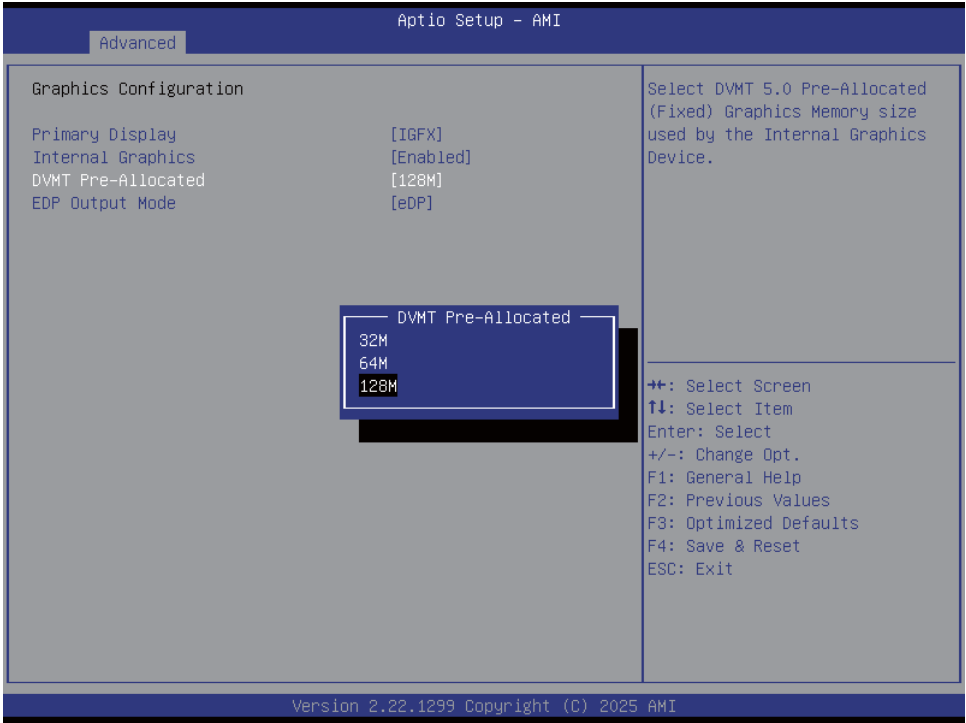 Aptio Setup – AMI
Advanced
Graphics Configuration
Primary Display [IGFX]
Internal Graphics [Enabled]
DVMT Pre-Allocated [128M]
EDP Output Mode [eDP]
Select DVMT 5.0 Pre-Allocated
(Fixed) Graphics Memory size
used by the Internal Graphics
Device.
DVMT Pre-Allocated
32M
64M
128M
→←: Select Screen
↑↓: Select Item
Enter: Select
+/-: Change Opt.
F1: General Help
F2: Previous Values
F3: Optimized Defaults
F4: Save & Reset
ESC: Exit
Version 2.22.1299 Copyright (C) 2025 AMI